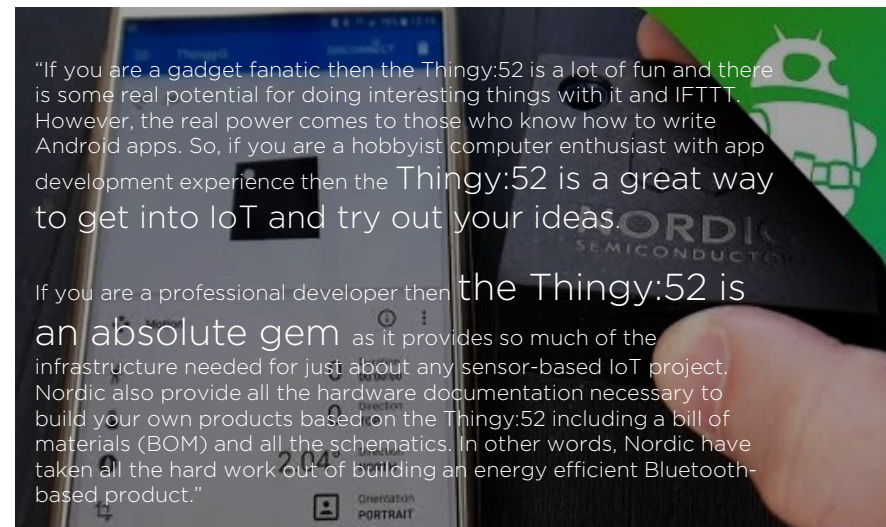 ThingyG
DISCONNECT
“If you are a gadget fanatic then the Thingy:52 is a lot of fun and there
is some real potential for doing interesting things with it and IFTTT.
However, the real power comes to those who know how to write
Android apps. So, if you are a hobbyist computer enthusiast with app
development experience then the Thingy:52 is a great way
to get into IoT and try out your ideas.
NORDIC
SEMICONDUCTOR
If you are a professional developer then the Thingy:52 is
an absolute gem as it provides so much of the
Motion
infrastructure needed for just about any sensor-based IoT project.
Nordic also provide all the hardware documentation necessary to
build your own products based on the Thingy:52 including a bill of
materials (BOM) and all the schematics. In other words, Nordic have
taken all the hard work out of building an energy efficient Bluetooth-
based product.”
2.04°
Direction
Orientation
PORTRAIT